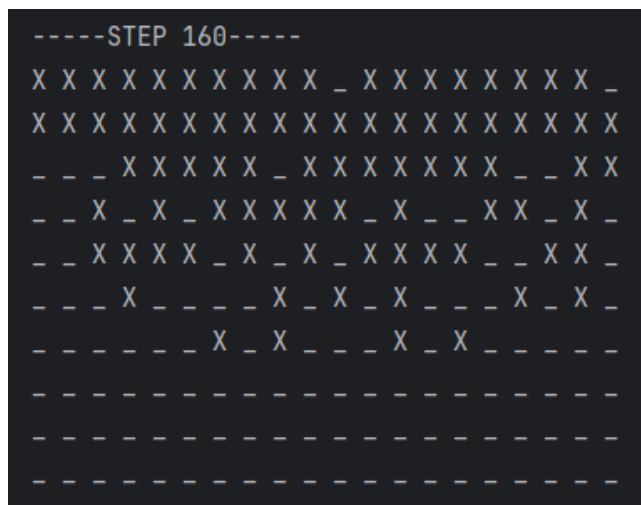 -----STEP 160-----
X X X X X X X X X X _ X X X X X X X X _
X X X X X X X X X X X X X X X X X X X X
_ _ _ X X X X X _ X X X X X X X _ _ X X
_ _ X _ X _ X X X X X _ X _ _ X X _ X _
_ _ X X X X _ X _ X _ X X X X _ _ X X _
_ _ _ X _ _ _ _ X _ X _ X _ _ _ X _ X _
_ _ _ _ _ _ X _ X _ _ _ X _ X _ _ _ _ _
_ _ _ _ _ _ _ _ _ _ _ _ _ _ _ _ _ _ _ _
_ _ _ _ _ _ _ _ _ _ _ _ _ _ _ _ _ _ _ _
_ _ _ _ _ _ _ _ _ _ _ _ _ _ _ _ _ _ _ _